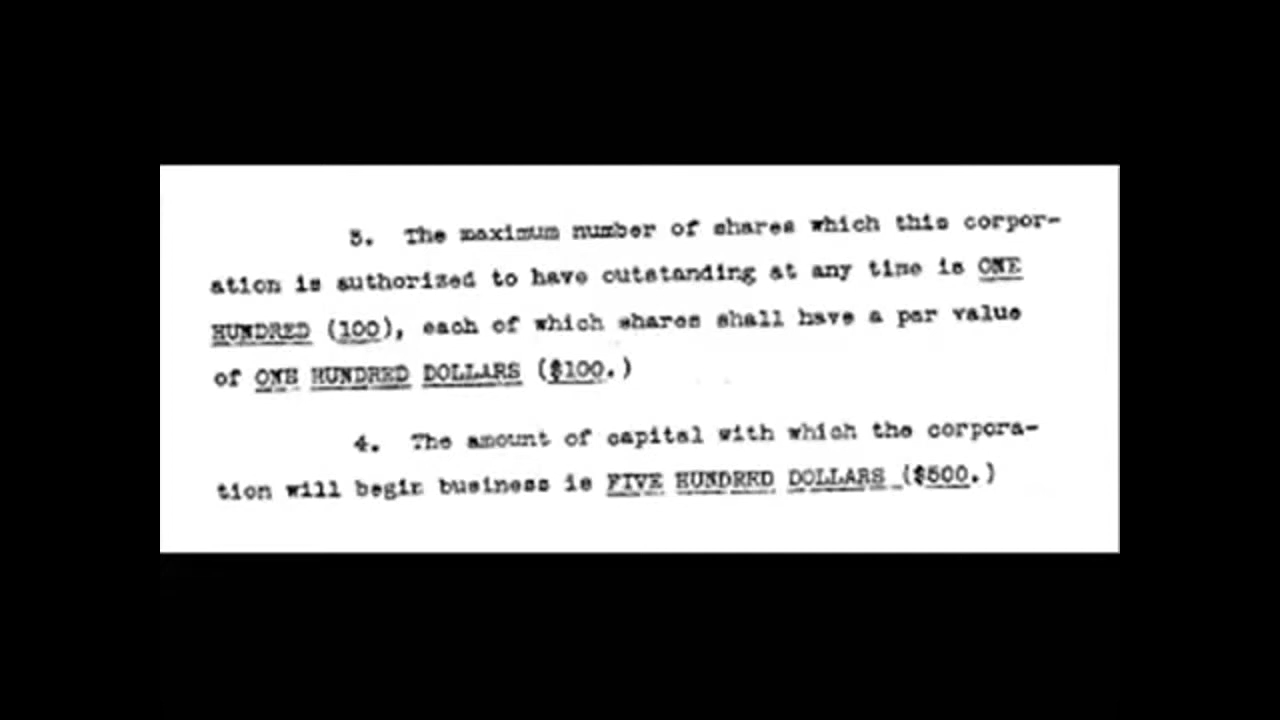 3. The maximum number of shares which this corpor-
ation is authorized to have outstanding at any time is ONE
HUNDRED (100), each of which shares shall have a par value
of ONE HUNDRED DOLLARS ($100.)
4. The amount of capital with which the corpora-
tion will begin business is FIVE HUNDRED DOLLARS ($500.)